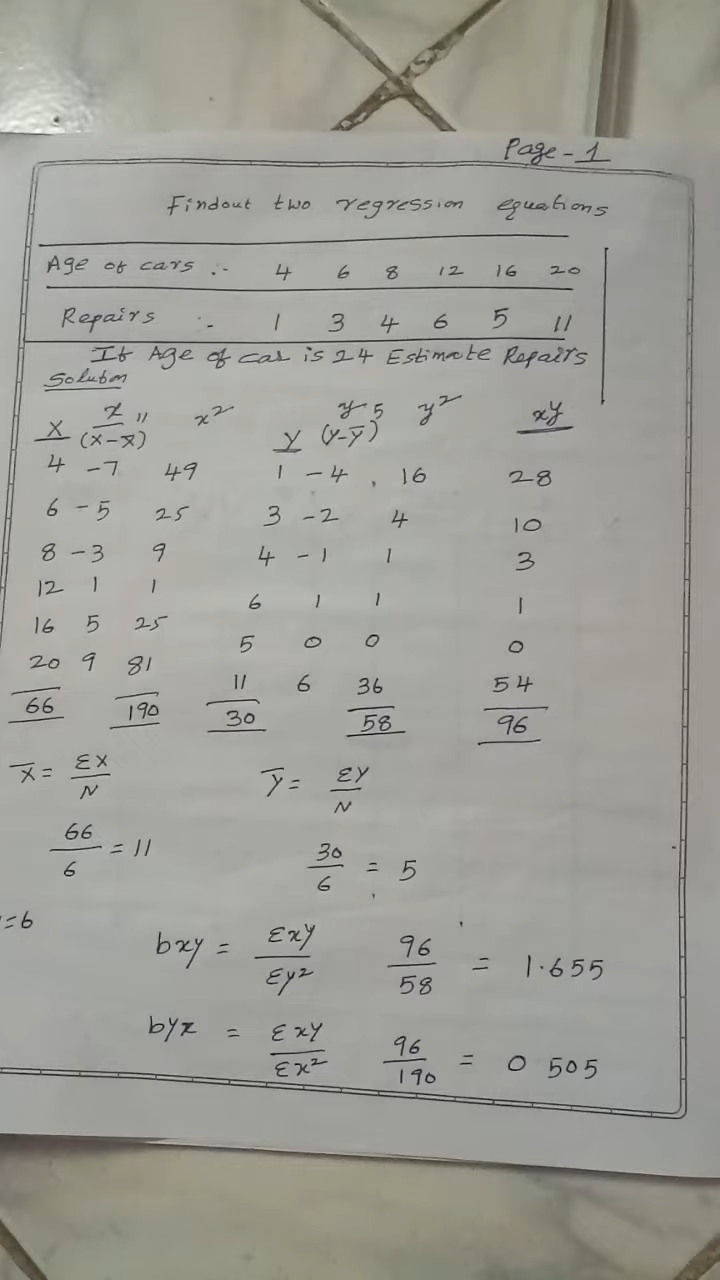 Page - 1
Findout two regression equations
Age of cars :- 4 6 8 12 16 20
Repairs :- 1 3 4 6 5 11
If Age of car is 24 Estimate Repairs
Solution
X x (X-x̄) 11 x² Y y (Y-ȳ) 5 y² xy
4 -7 49 1 -4 16 28
6 -5 25 3 -2 4 10
8 -3 9 4 -1 1 3
12 1 1 6 1 1 1
16 5 25 5 0 0 0
20 9 81 11 6 36 54
66 190 30 58 96
X̄ = ΣX/N Ȳ = ΣY/N
66/6 = 11 30/6 = 5
=6
bxy = Σxy/Σy² 96/58 = 1.655
byx = Σxy/Σx² 96/190 = 0 505